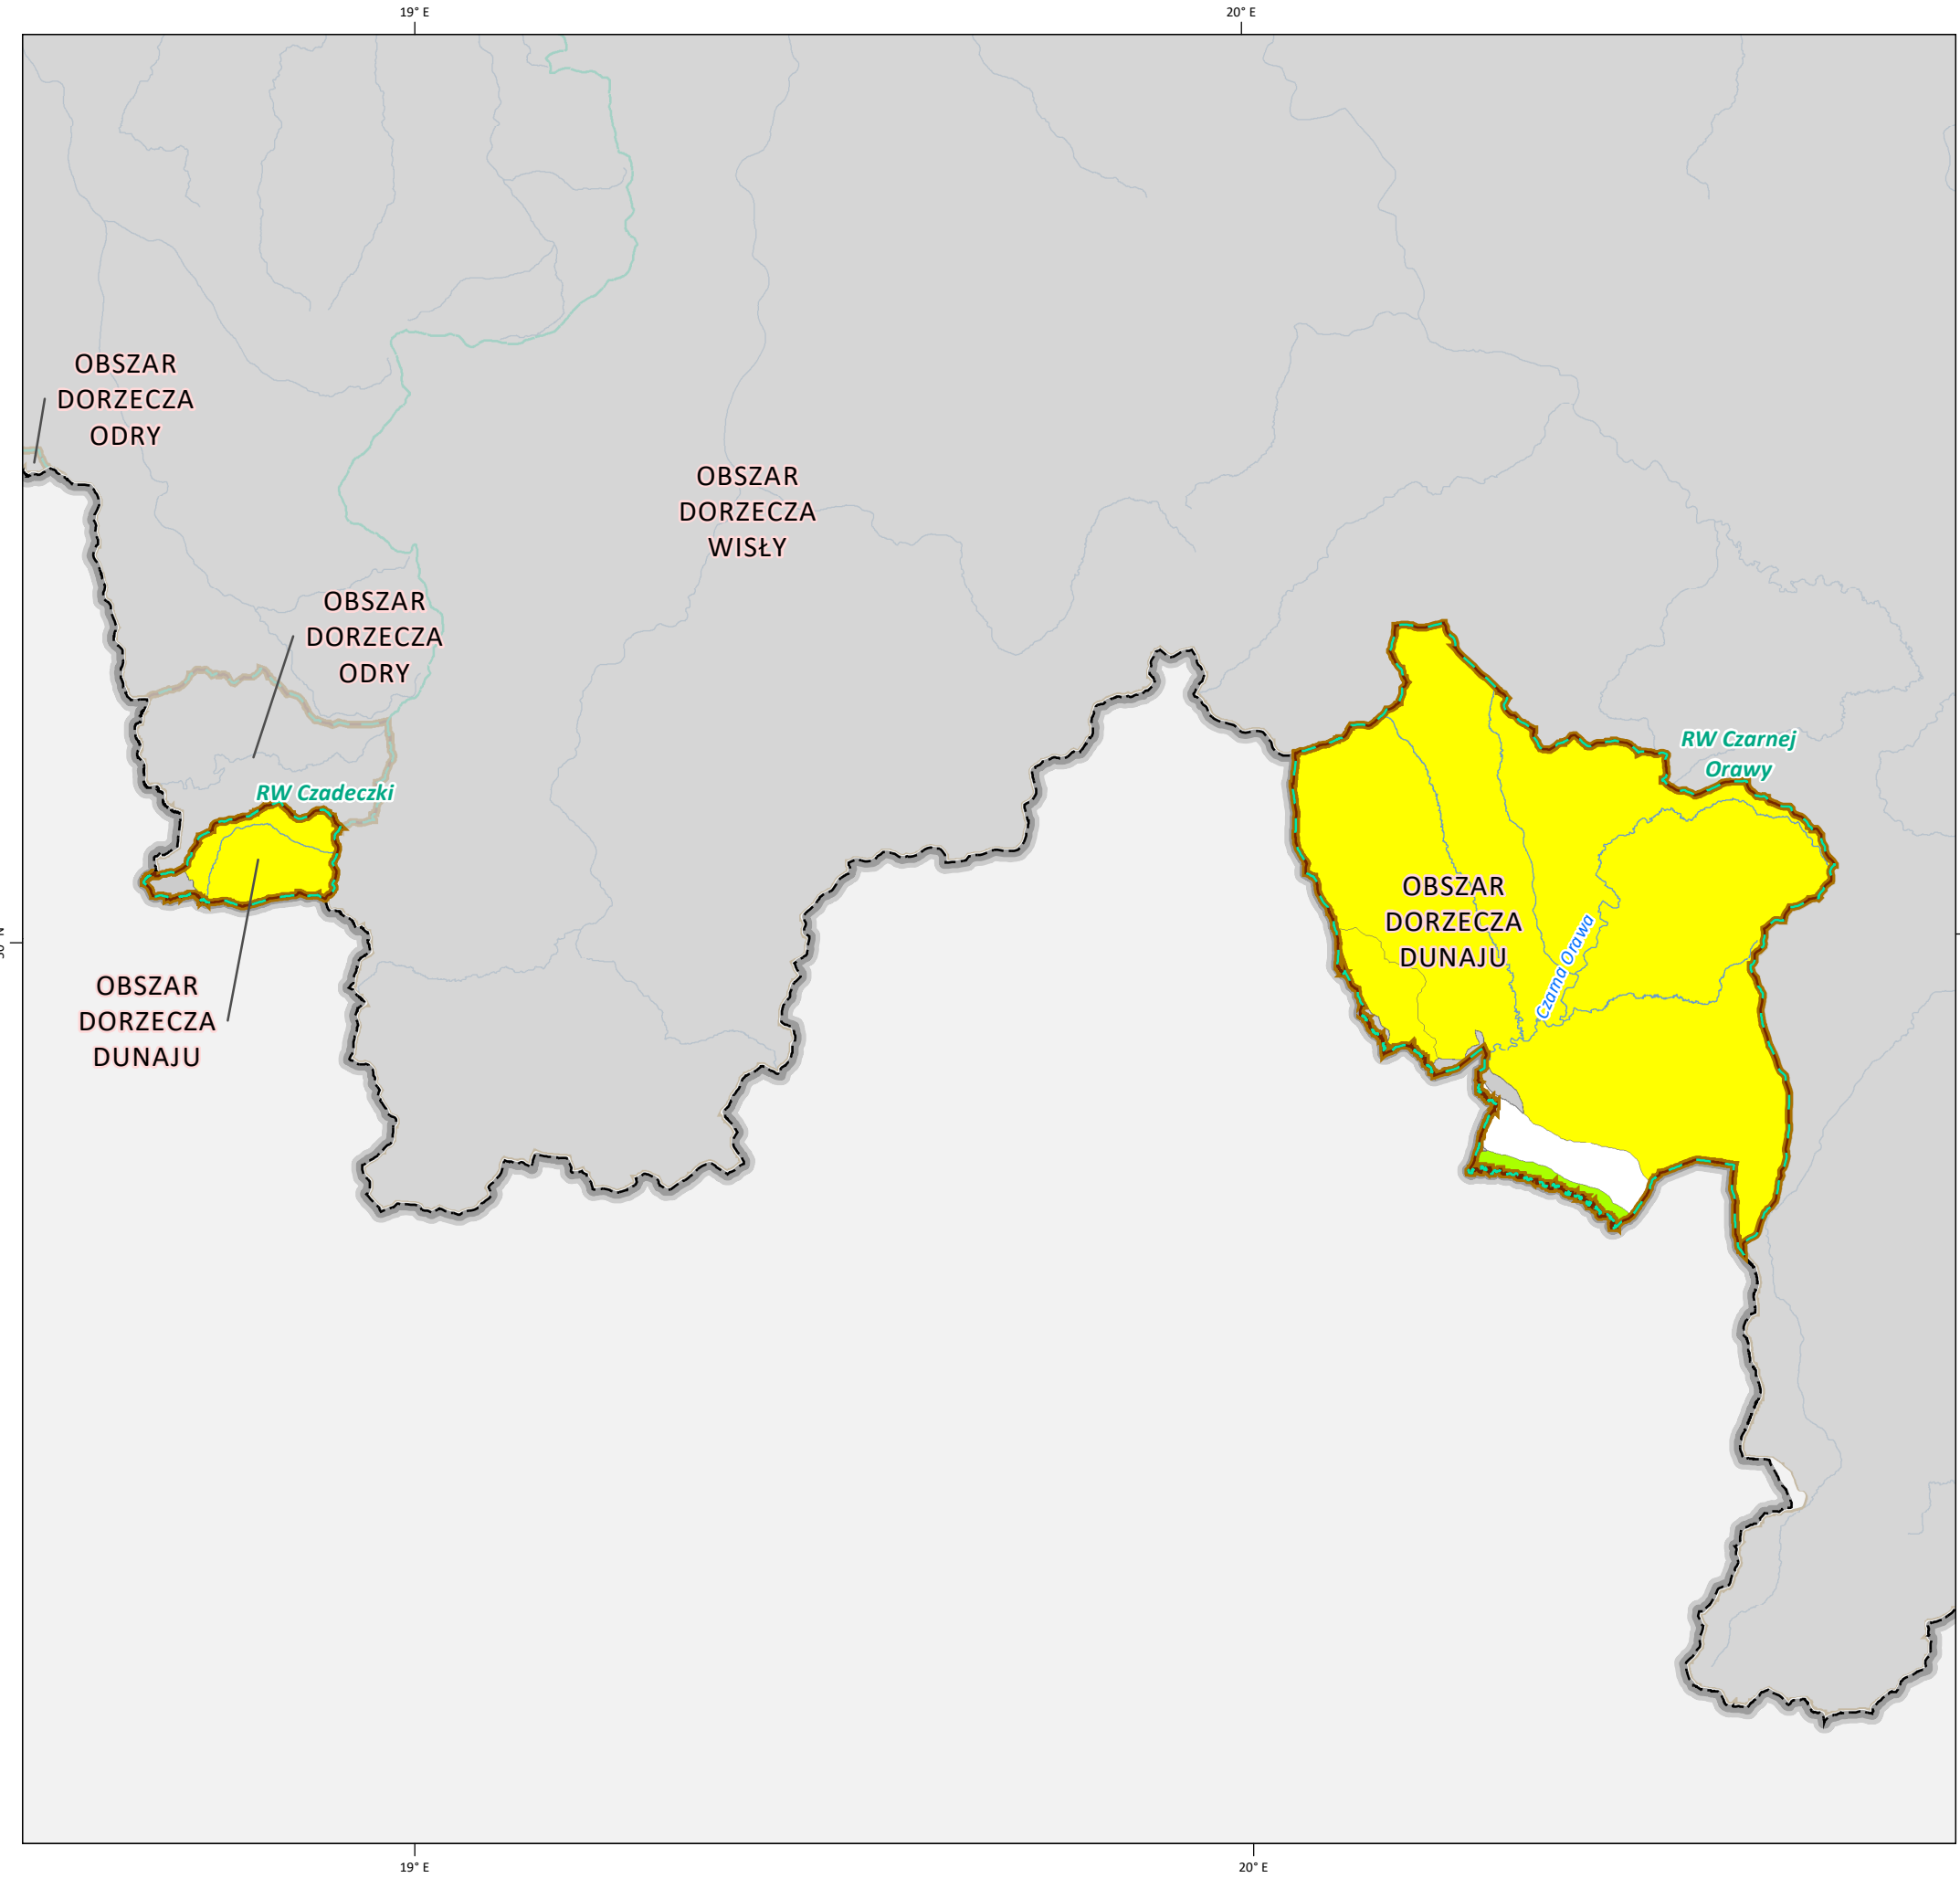 19° E
20° E
OBSZAR
DORZECZA
ODRY
OBSZAR
DORZECZA
WISŁY
OBSZAR
DORZECZA
ODRY
RW Czarnej
Orawy
RW Czadeczki
OBSZAR
DORZECZA
DUNAJU
Czarna Orawa
OBSZAR
DORZECZA
DUNAJU
19° E
20° E